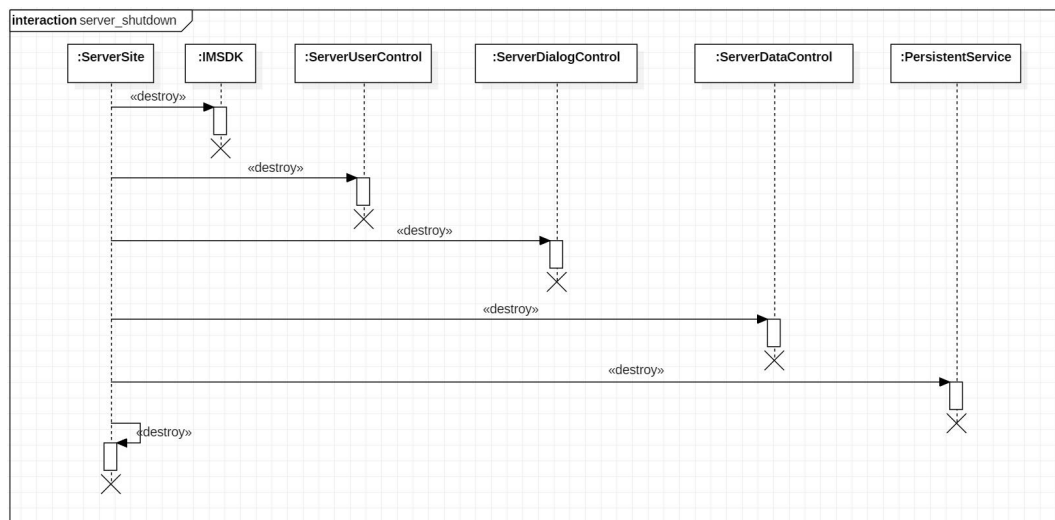 interaction server_shutdown
:ServerSite
:IMSDK
:ServerUserControl
:ServerDialogControl
:ServerDataControl
:PersistentService
«destroy»
«destroy»
«destroy»
«destroy»
«destroy»
«destroy»